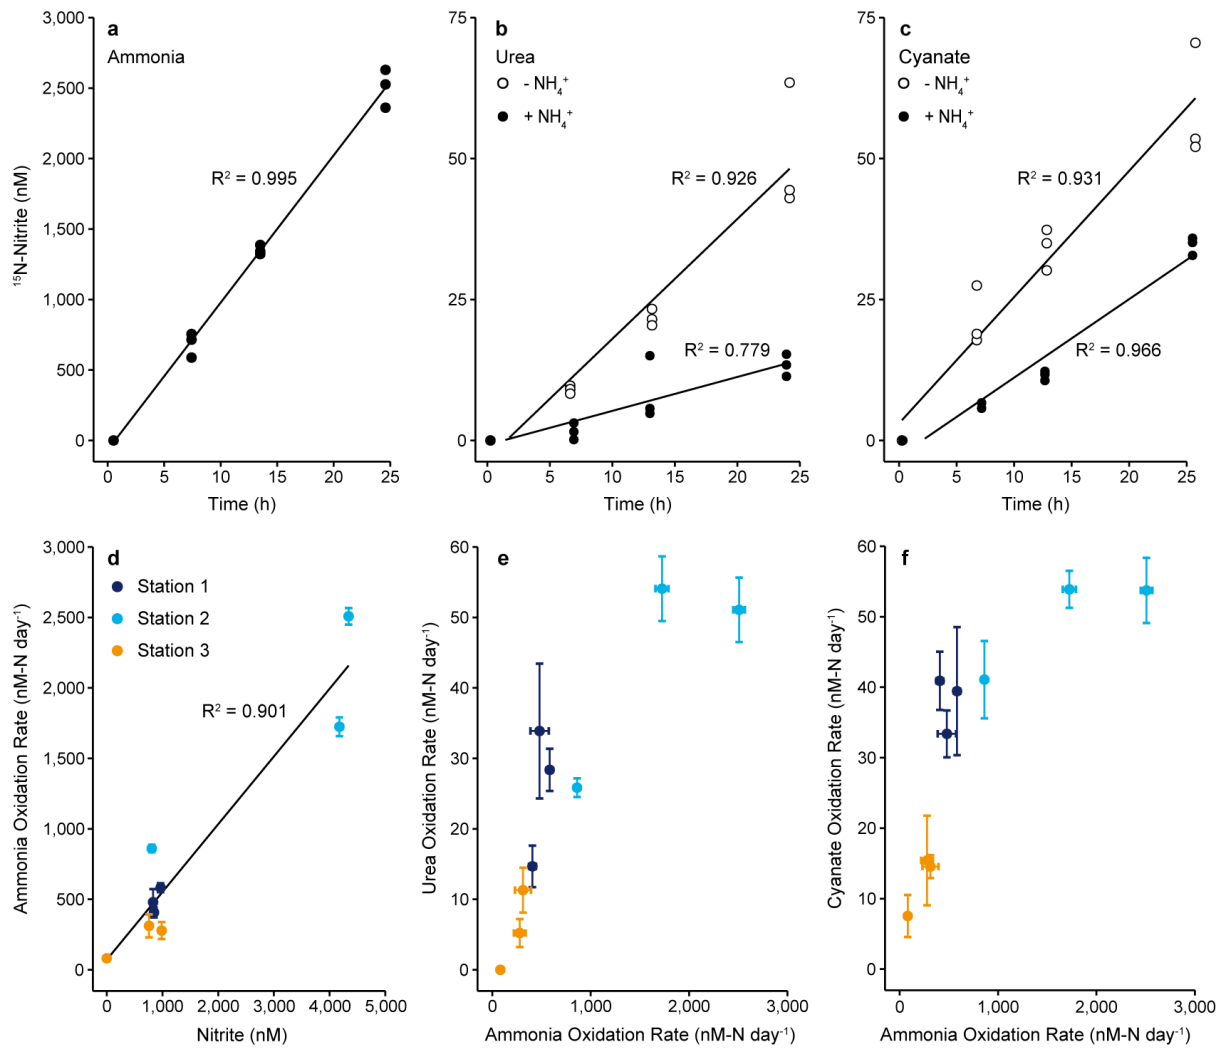 a
Ammonia
3,000
2,500
2,000
1,500
1,000
500
0
¹⁵N-Nitrite (nM)
R² = 0.995
0 5 10 15 20 25
Time (h)
b
Urea
- NH₄⁺
+ NH₄⁺
75
50
25
0
R² = 0.926
R² = 0.779
0 5 10 15 20 25
Time (h)
c
Cyanate
- NH₄⁺
+ NH₄⁺
75
50
25
0
R² = 0.931
R² = 0.966
0 5 10 15 20 25
Time (h)
d
Station 1
Station 2
Station 3
3,000
2,500
2,000
1,500
1,000
500
0
Ammonia Oxidation Rate (nM-N day⁻¹)
R² = 0.901
0 1,000 2,000 3,000 4,000 5,000
Nitrite (nM)
e
60
50
40
30
20
10
0
Urea Oxidation Rate (nM-N day⁻¹)
0 1,000 2,000 3,000
Ammonia Oxidation Rate (nM-N day⁻¹)
f
60
50
40
30
20
10
0
Cyanate Oxidation Rate (nM-N day⁻¹)
0 1,000 2,000 3,000
Ammonia Oxidation Rate (nM-N day⁻¹)